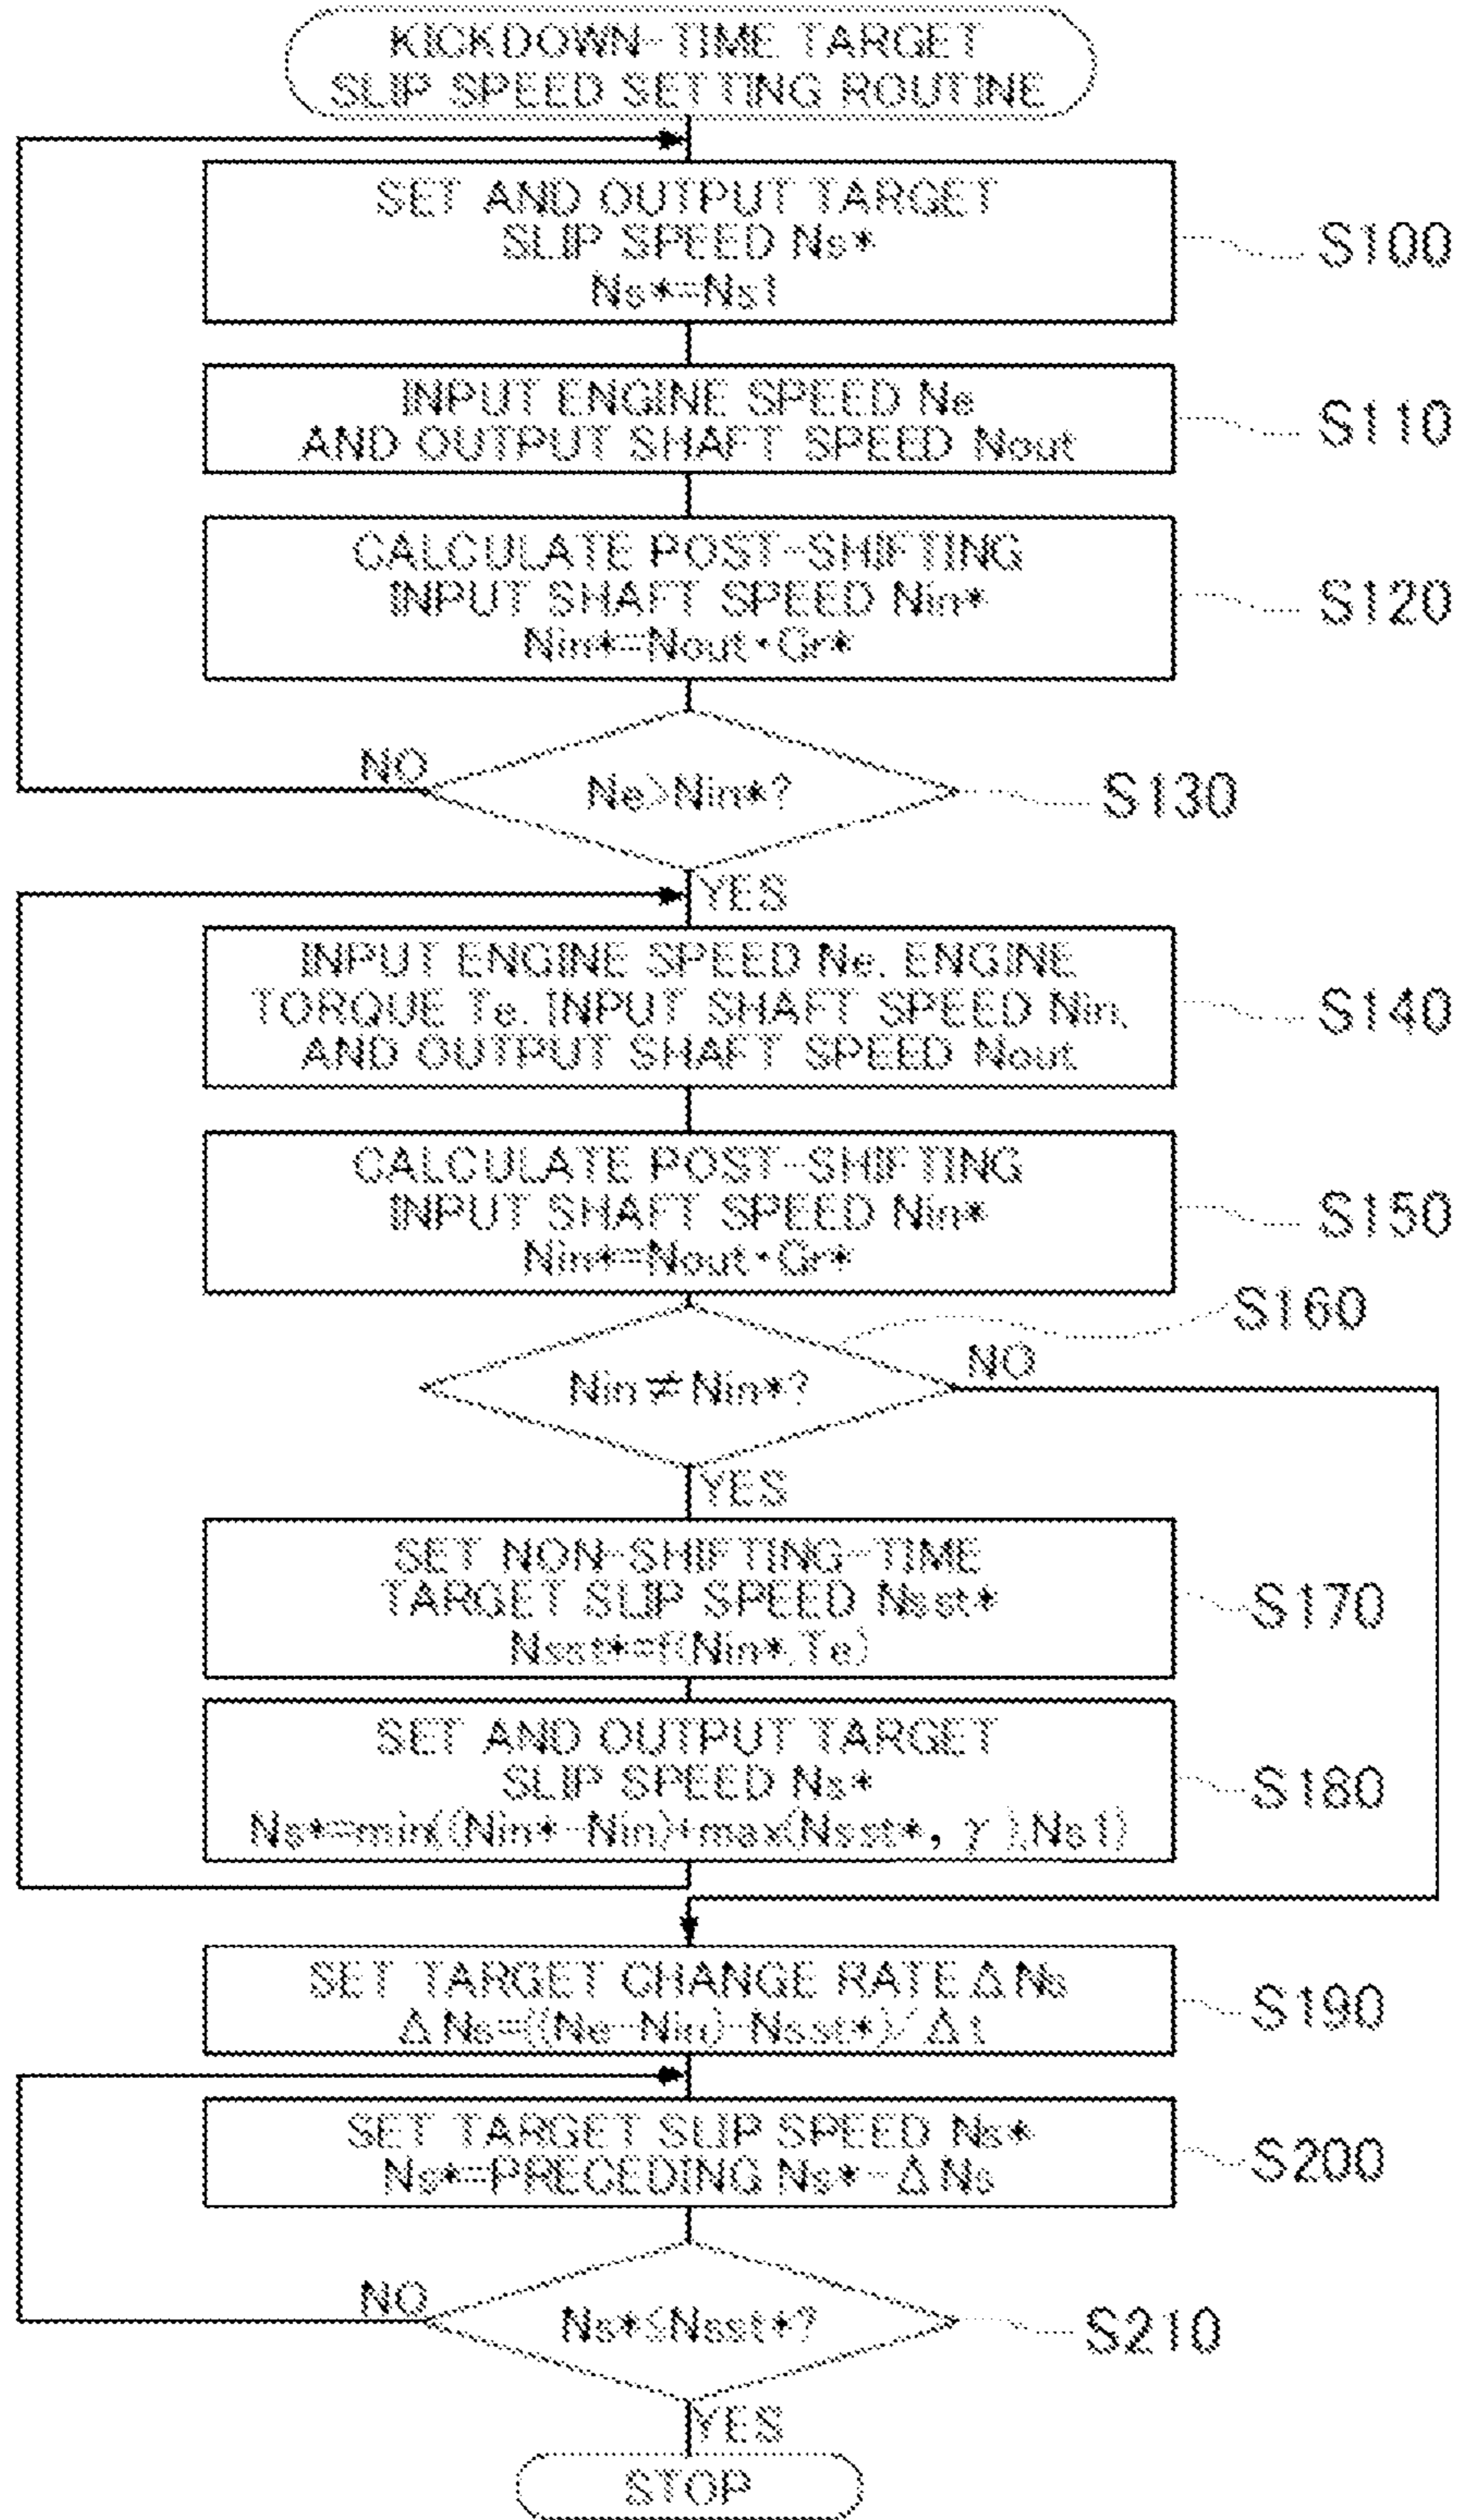 KICKDOWN-TIME TARGET
SLIP SPEED SETTING ROUTINE
SET AND OUTPUT TARGET
SLIP SPEED Ns*
Ns*=Ns1
S100
INPUT ENGINE SPEED Ne
AND OUTPUT SHAFT SPEED Nout
S110
CALCULATE POST-SHIFTING
INPUT SHAFT SPEED Nin*
Nin*=Nout・Gr*
S120
NO
Ne>Nin*?
S130
YES
INPUT ENGINE SPEED Ne, ENGINE
TORQUE Te, INPUT SHAFT SPEED Nin,
AND OUTPUT SHAFT SPEED Nout
S140
CALCULATE POST-SHIFTING
INPUT SHAFT SPEED Nin*
Nin*=Nout・Gr*
S150
S160
Nin≠Nin*?
NO
YES
SET NON-SHIFTING-TIME
TARGET SLIP SPEED Nsst*
Nsst*=f(Nin*,Te)
S170
SET AND OUTPUT TARGET
SLIP SPEED Ns*
Ns*=min((Nin*-Nin)+max(Nsst*, γ),Ns1)
S180
SET TARGET CHANGE RATE ΔNs
ΔNs=((Ne-Nin)-Nsst*)/Δt
S190
SET TARGET SLIP SPEED Ns*
Ns*=PRECEDING Ns*-ΔNs
S200
NO
Ns*≤Nsst*?
S210
YES
STOP